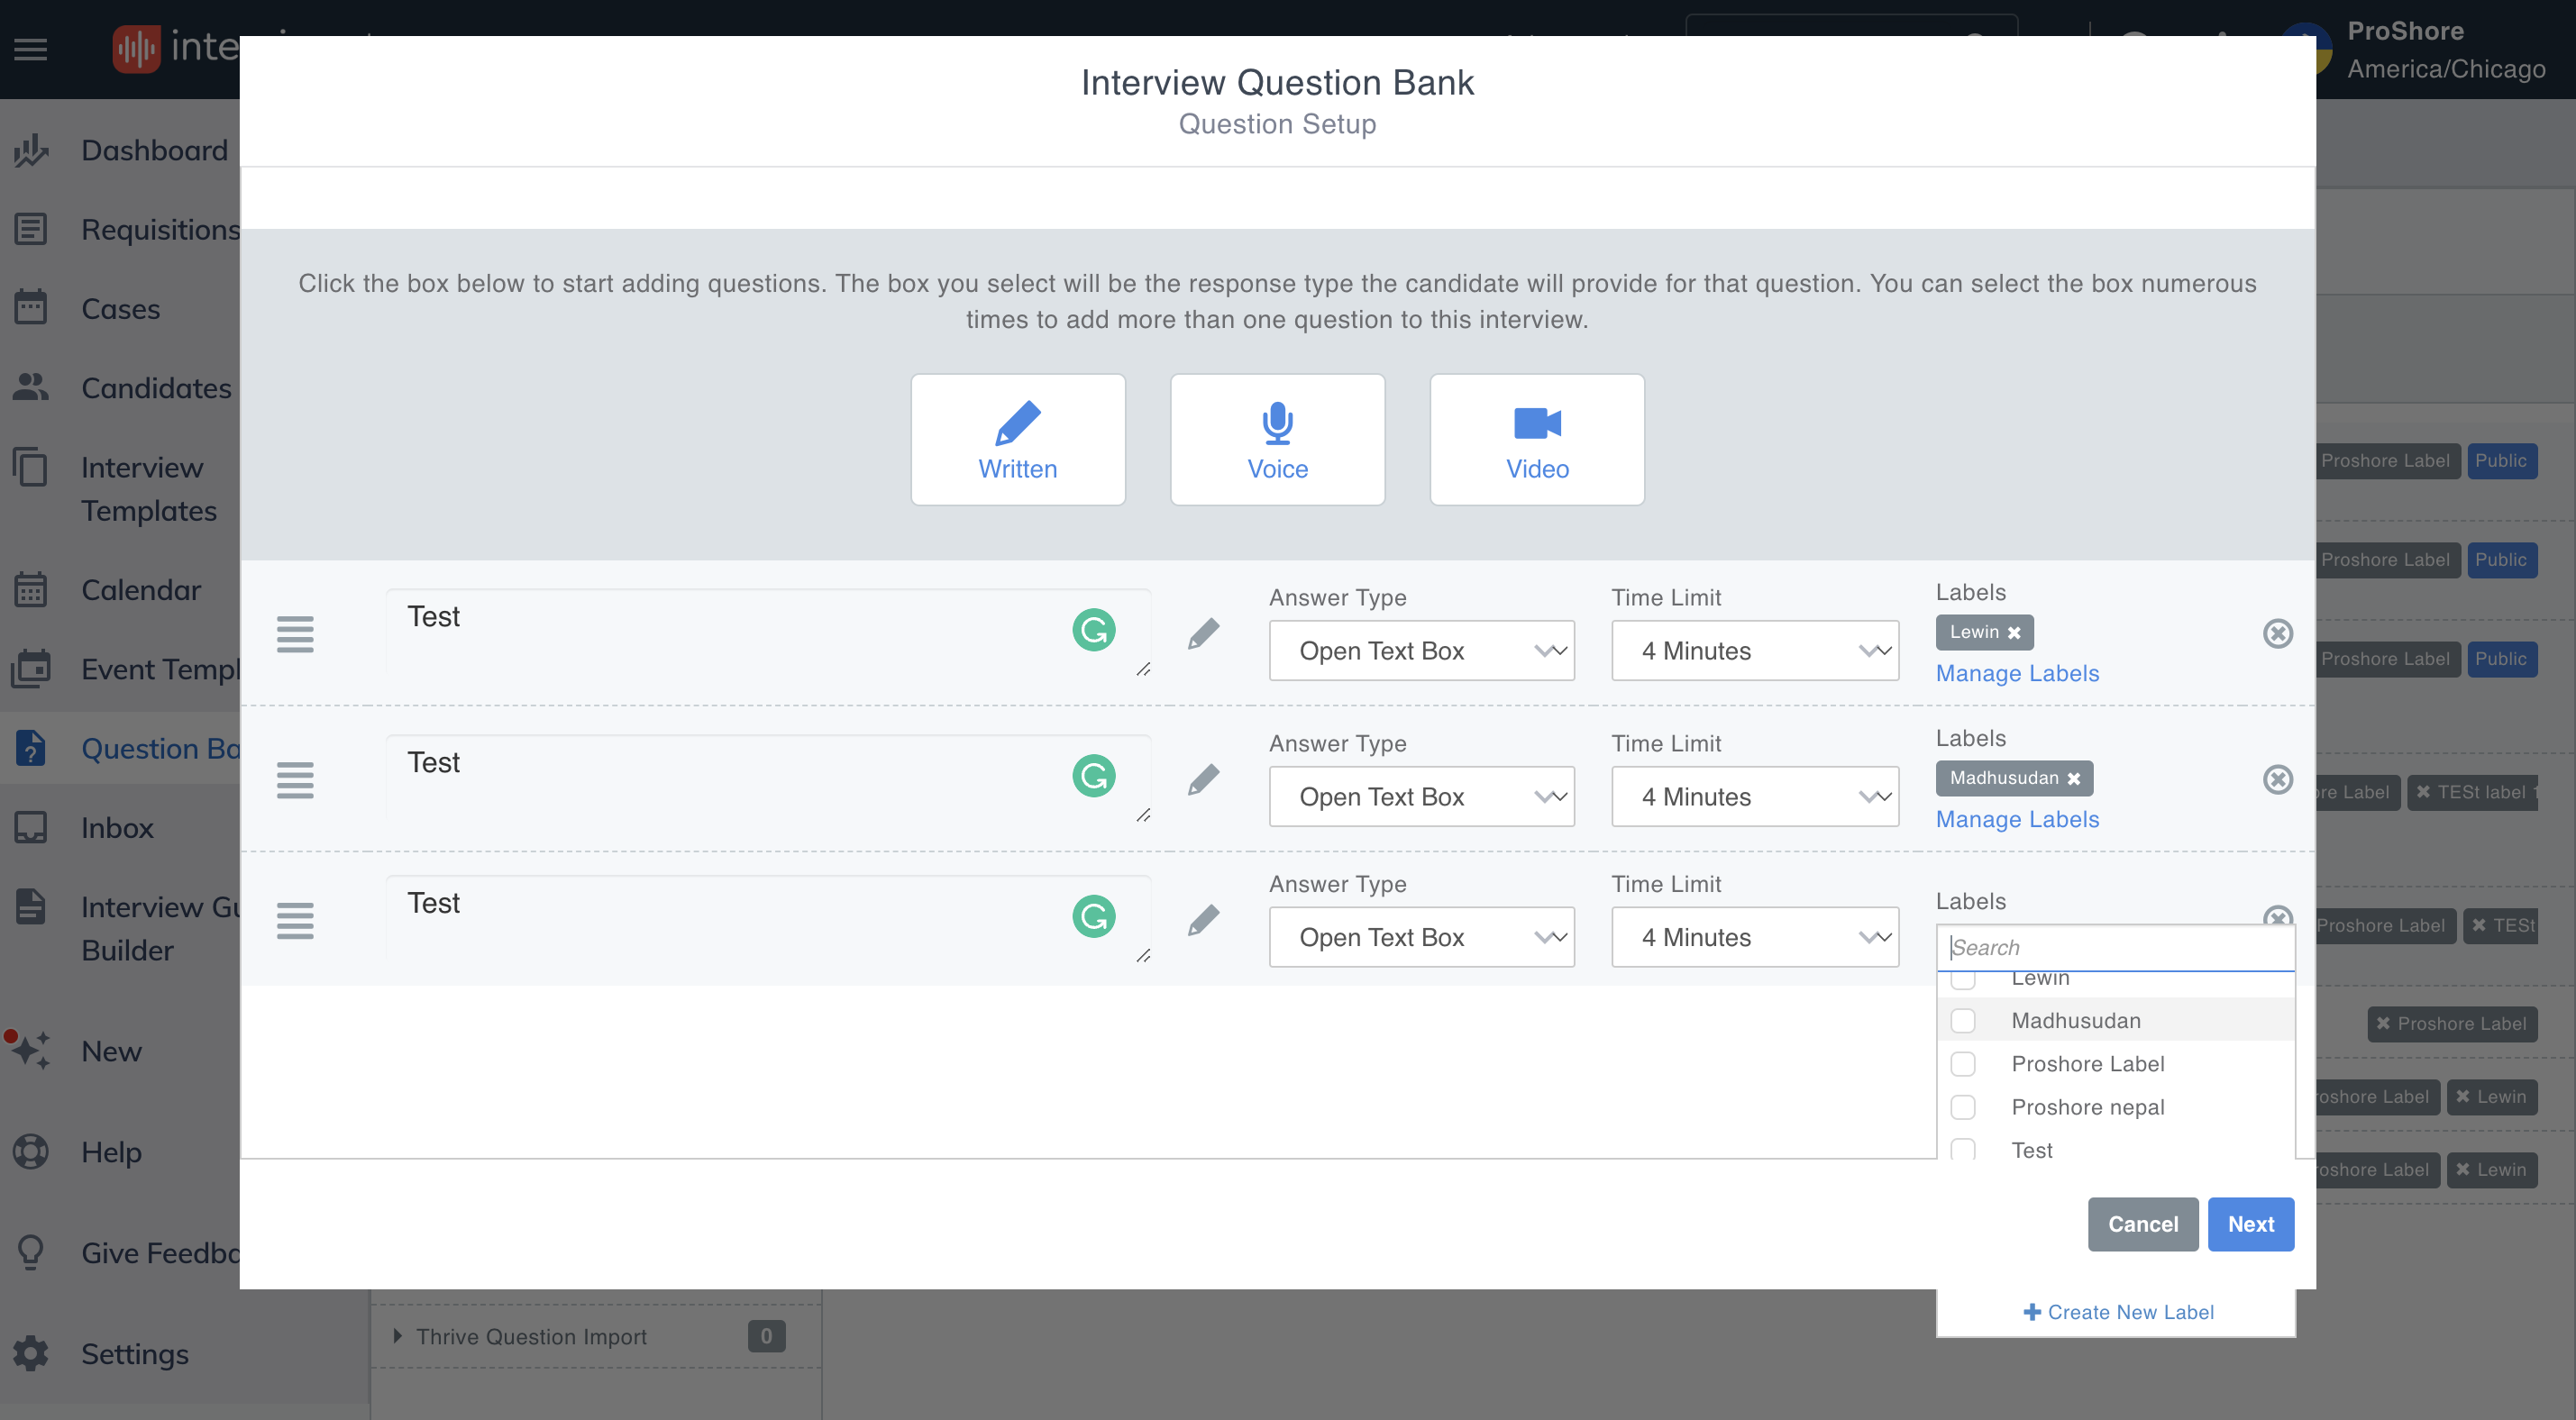 ProShore
America/Chicago
Interview Question Bank
Question Setup
Dashboard
Requisitions
Cases
Candidates
Interview
Templates
Calendar
Event Templ
Question Ba
Inbox
Interview Gu
Builder
New
Help
Give Feedba
Settings
Click the box below to start adding questions. The box you select will be the response type the candidate will provide for that question. You can select the box numerous
times to add more than one question to this interview.
Written
Voice
Video
Test
Answer Type
Open Text Box
Time Limit
4 Minutes
Labels
Lewin
Manage Labels
Test
Answer Type
Open Text Box
Time Limit
4 Minutes
Labels
Madhusudan
Manage Labels
Test
Answer Type
Open Text Box
Time Limit
4 Minutes
Labels
Search
Lewin
Madhusudan
Proshore Label
Proshore nepal
Test
Cancel Next
Create New Label
Thrive Question Import 0
Proshore Label Public
Proshore Label Public
Proshore Label Public
Label TESt label
Proshore Label TESt
Proshore Label
Label Lewin
Label Lewin